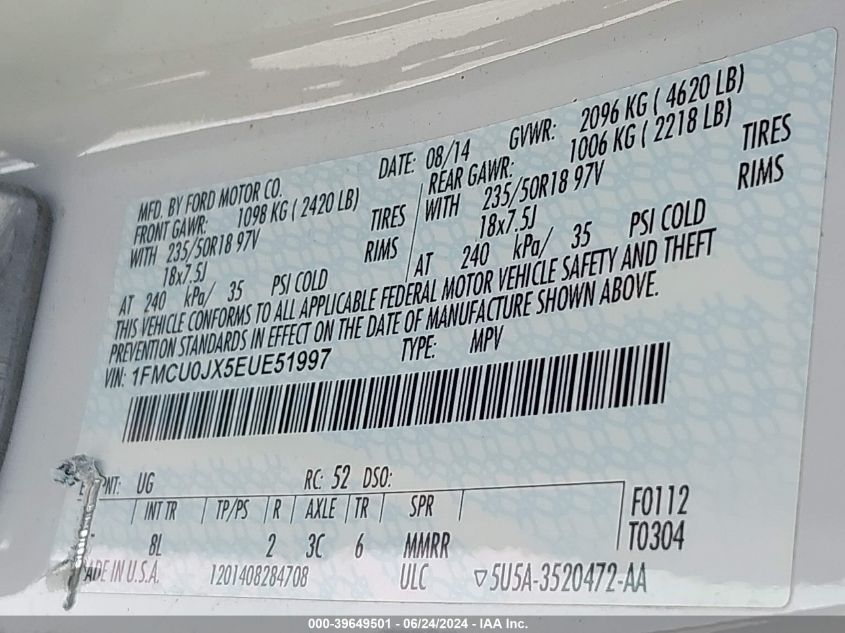 MFD. BY FORD MOTOR CO.
DATE: 08/14 GVWR: 2096 KG ( 4620 LB)
FRONT GAWR: 1098 KG ( 2420 LB) REAR GAWR: 1006 KG ( 2218 LB)
WITH 235/50R18 97V TIRES WITH 235/50R18 97V TIRES
18x7.5J RIMS 18x7.5J RIMS
AT 240 kPa/ 35 PSI COLD AT 240 kPa/ 35 PSI COLD
THIS VEHICLE CONFORMS TO ALL APPLICABLE FEDERAL MOTOR VEHICLE SAFETY AND THEFT
PREVENTION STANDARDS IN EFFECT ON THE DATE OF MANUFACTURE SHOWN ABOVE.
VIN: 1FMCU0JX5EUE51997 TYPE: MPV
NT: UG RC: 52 DSO:
INT TR TP/PS R AXLE TR SPR F0112
8L 2 3C 6 MMRR T0304
ADE IN U.S.A. 1201408284708 ULC ▽5U5A-3520472-AA
000-39649501 - 06/24/2024 - IAA Inc.